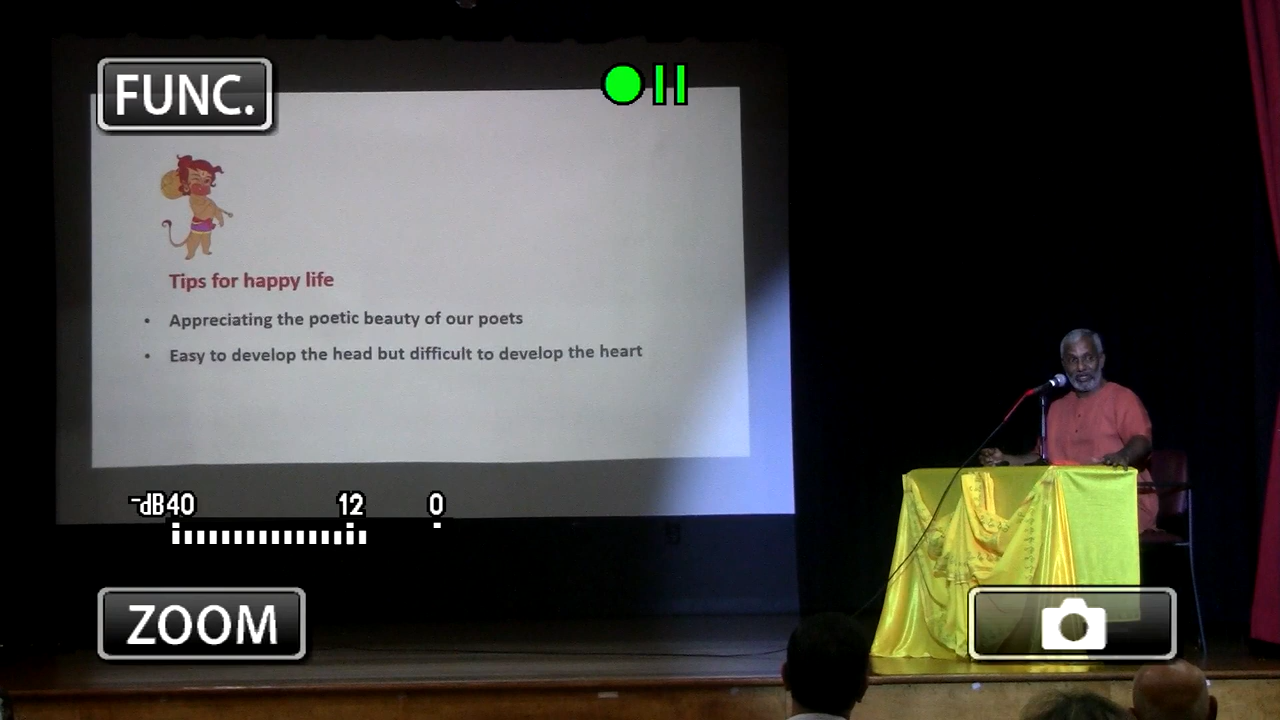 FUNC.
Tips for happy life
• Appreciating the poetic beauty of our poets
• Easy to develop the head but difficult to develop the heart
-dB40 12 0
ZOOM